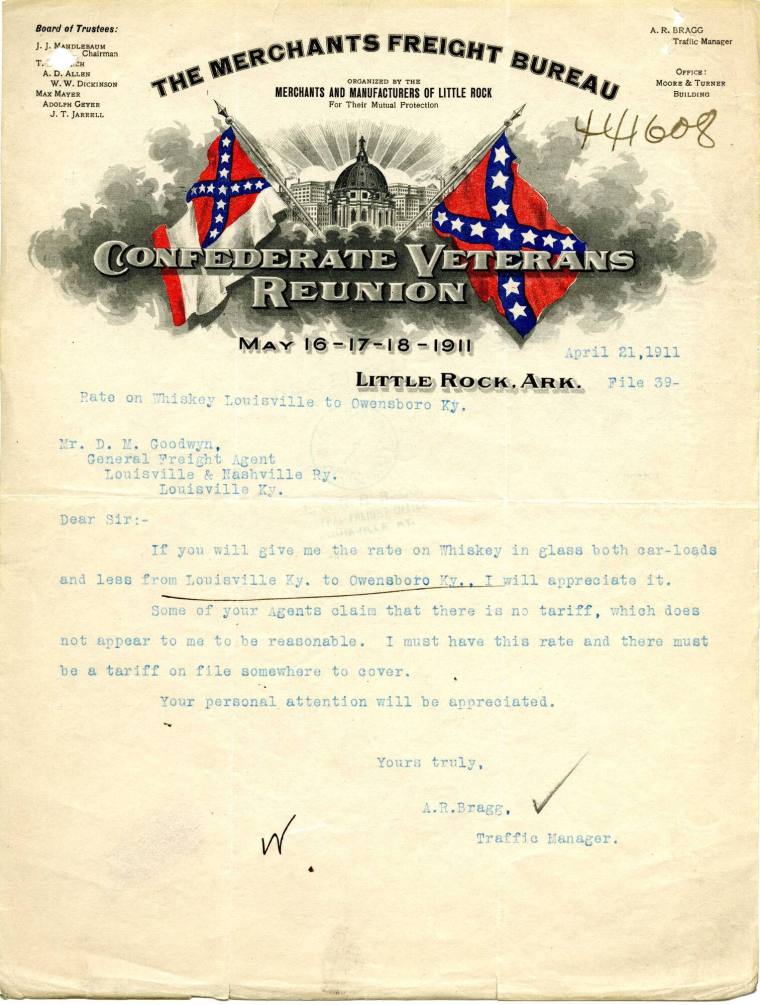 Board of Trustees:
J. J. MANDLEBAUM
Chairman
A. D. ALLEN
W. W. DICKINSON
MAX MAYER
ADOLPH GEYER
J. T. JARRELL
THE MERCHANTS FREIGHT BUREAU
ORGANIZED BY THE
MERCHANTS AND MANUFACTURERS OF LITTLE ROCK
For Their Mutual Protection
A. R. BRAGG
Traffic Manager
OFFICE:
MOORE & TURNER
BUILDING
441608
CONFEDERATE VETERANS
REUNION
MAY 16-17-18-1911
April 21,1911
LITTLE ROCK, ARK. File 39-
Rate on Whiskey Louisville to Owensboro Ky.
Mr. D. M. Goodwyn,
General Freight Agent
Louisville & Nashville Ry.
Louisville Ky.
Dear Sir:-
If you will give me the rate on Whiskey in glass both car-loads
and less from Louisville Ky. to Owensboro Ky., I will appreciate it.
Some of your Agents claim that there is no tariff, which does
not appear to me to be reasonable. I must have this rate and there must
be a tariff on file somewhere to cover.
Your personal attention will be appreciated.
Yours truly,
A.R.Bragg,
Traffic Manager.
W.